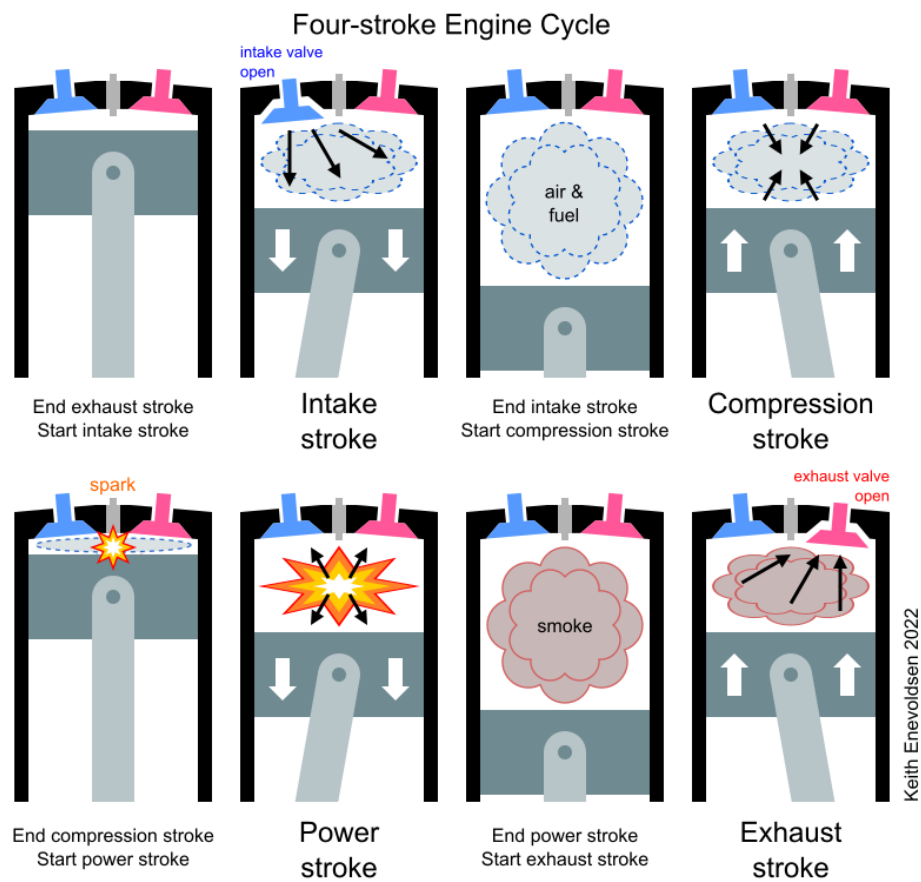 Four-stroke Engine Cycle
intake valve
open
air &
fuel
End exhaust stroke
Start intake stroke
Intake
stroke
End intake stroke
Start compression stroke
Compression
stroke
spark
exhaust valve
open
smoke
End compression stroke
Start power stroke
Power
stroke
End power stroke
Start exhaust stroke
Exhaust
stroke
Keith Enevoldsen 2022